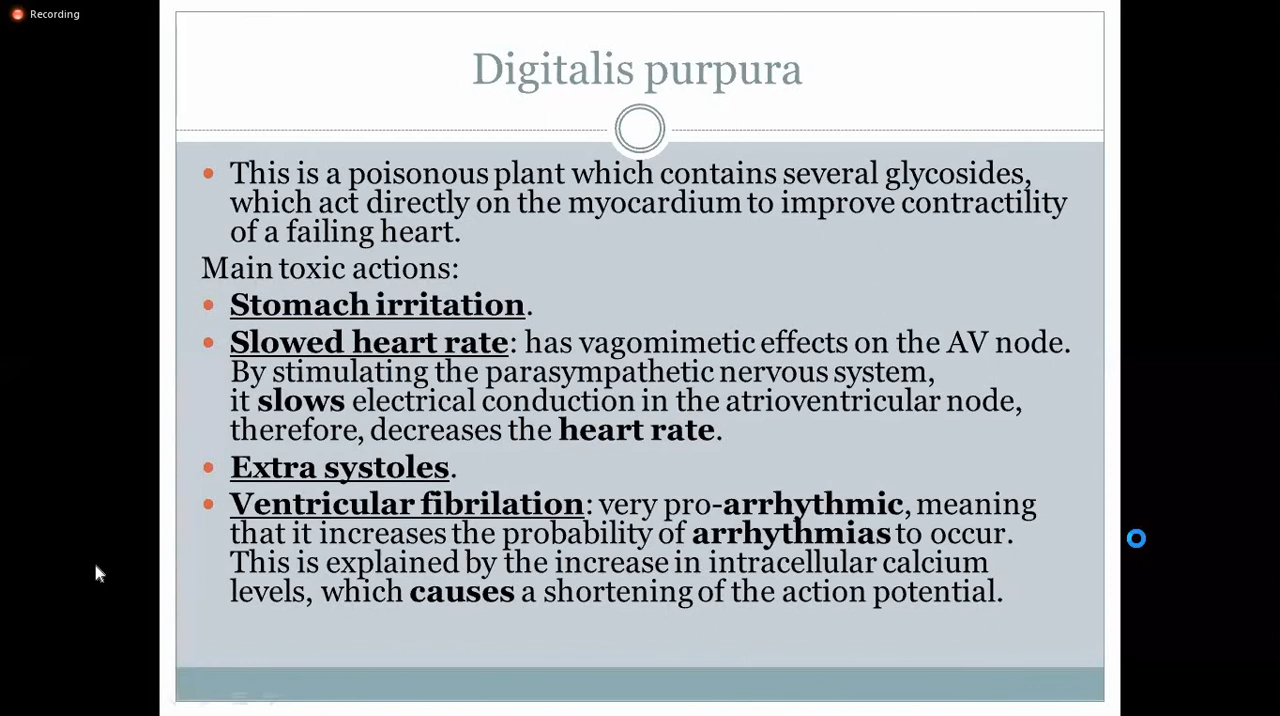 Recording
Digitalis purpura
• This is a poisonous plant which contains several glycosides,
which act directly on the myocardium to improve contractility
of a failing heart.
Main toxic actions:
• Stomach irritation.
• Slowed heart rate: has vagomimetic effects on the AV node.
By stimulating the parasympathetic nervous system,
it slows electrical conduction in the atrioventricular node,
therefore, decreases the heart rate.
• Extra systoles.
• Ventricular fibrilation: very pro-arrhythmic, meaning
that it increases the probability of arrhythmias to occur.
This is explained by the increase in intracellular calcium
levels, which causes a shortening of the action potential.